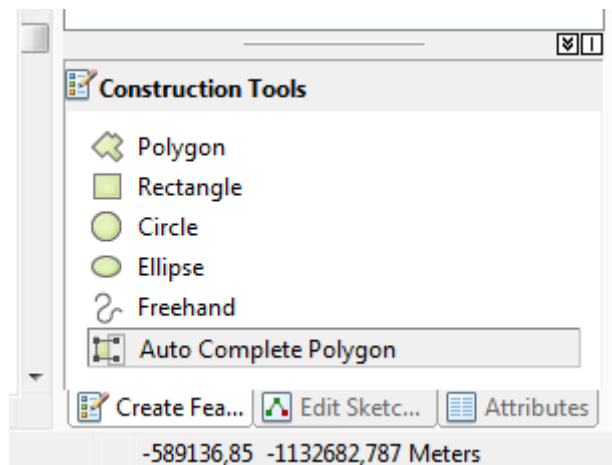 Construction Tools
Polygon
Rectangle
Circle
Ellipse
Freehand
Auto Complete Polygon
Create Fea... Edit Sketc... Attributes
-589136,85 -1132682,787 Meters